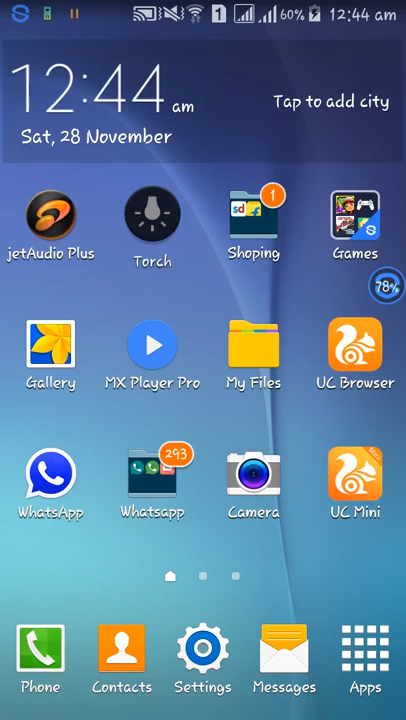 1 60% 12:44 am
12:44 am
Tap to add city
Sat, 28 November
1
sd
jetAudio Plus Torch Shoping Games
78%
Gallery MX Player Pro My Files UC Browser
293
Mini
WhatsApp Whatsapp Camera UC Mini
Phone Contacts Settings Messages Apps